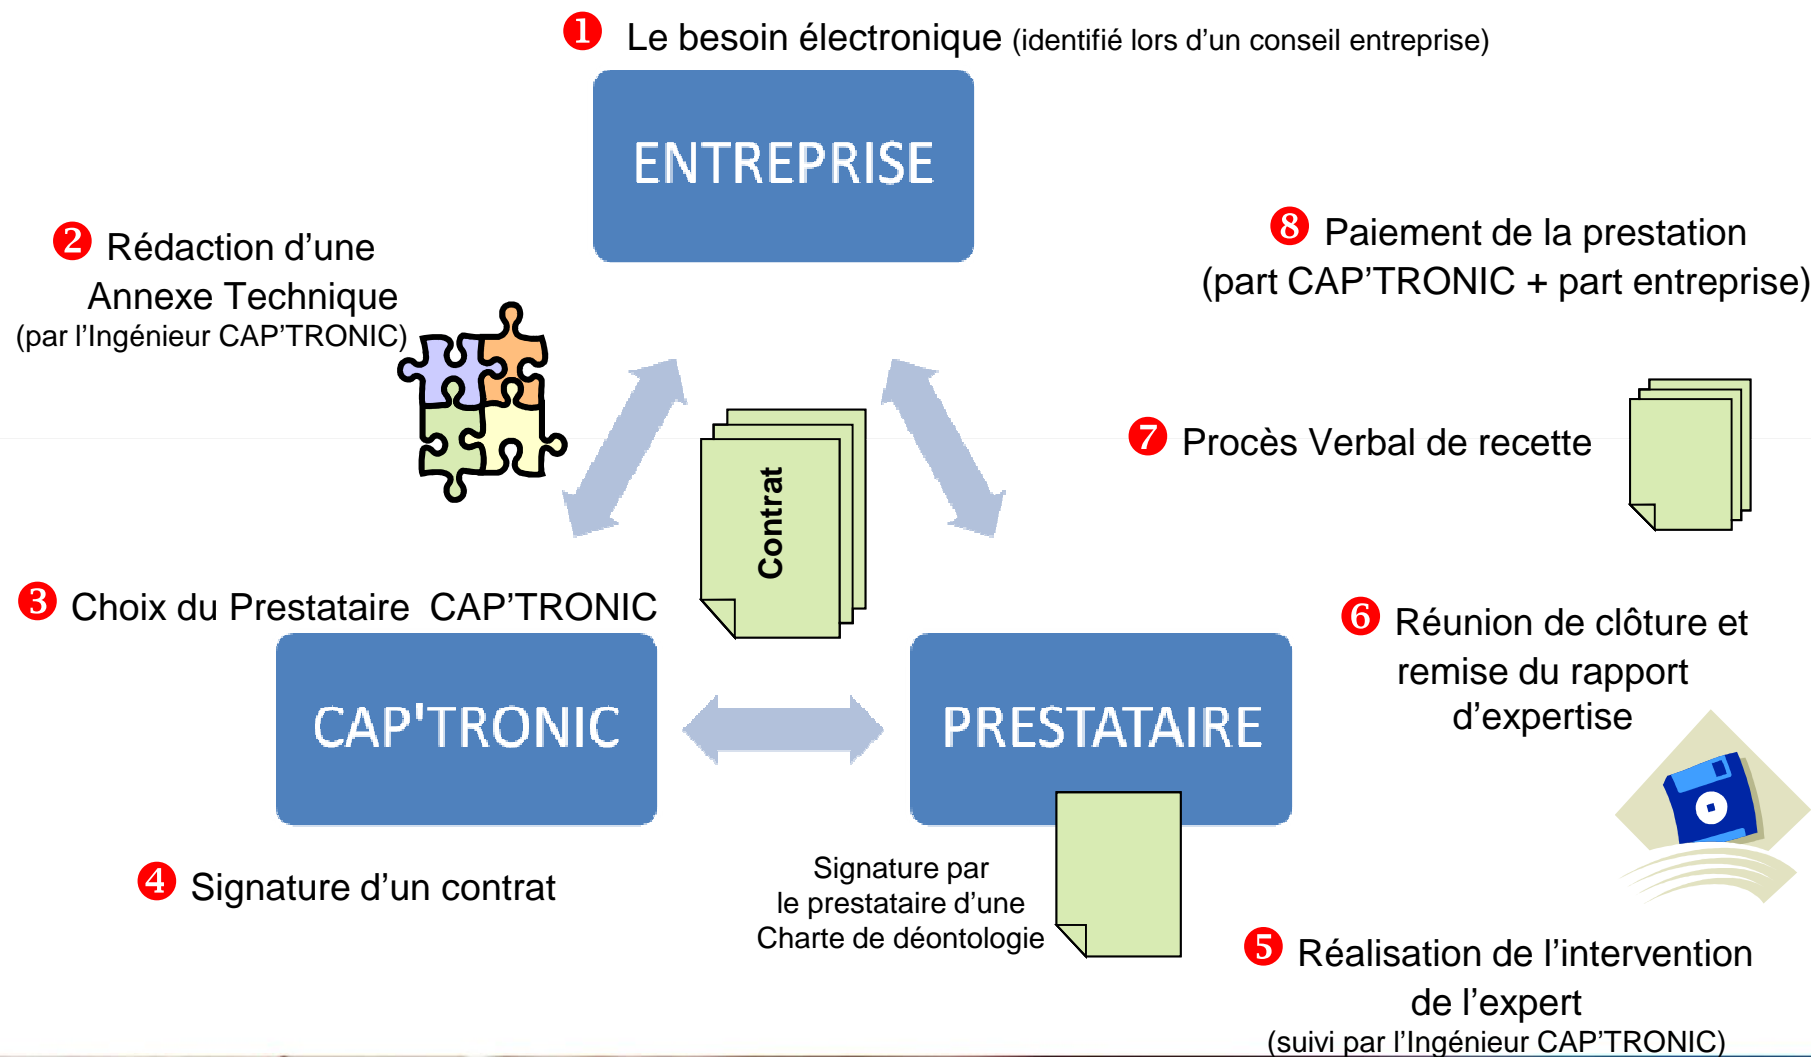 ❶ Le besoin électronique (identifié lors d’un conseil entreprise)
ENTREPRISE
❷ Rédaction d’une
Annexe Technique
(par l’Ingénieur CAP’TRONIC)
❸ Choix du Prestataire CAP’TRONIC
Contrat
CAP'TRONIC
PRESTATAIRE
❹ Signature d’un contrat
Signature par
le prestataire d’une
Charte de déontologie
❺ Réalisation de l’intervention
de l’expert
(suivi par l’Ingénieur CAP’TRONIC)
❻ Réunion de clôture et
remise du rapport
d’expertise
❼ Procès Verbal de recette
❽ Paiement de la prestation
(part CAP’TRONIC + part entreprise)